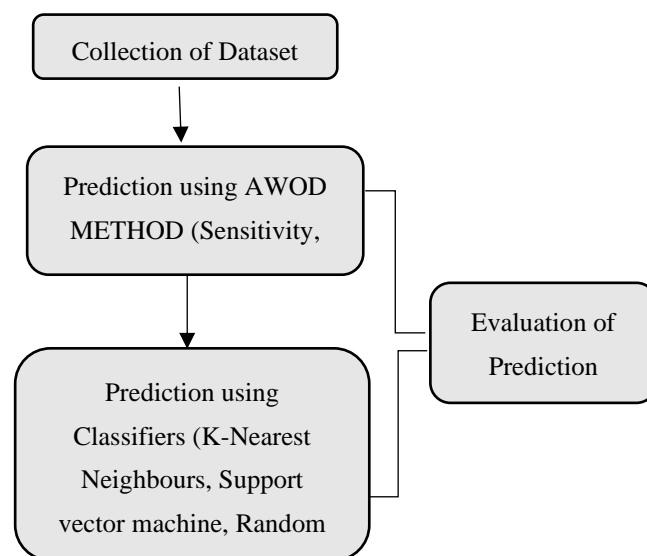 Collection of Dataset
Prediction using AWOD
METHOD (Sensitivity,
Evaluation of
Prediction
Prediction using
Classifiers (K-Nearest
Neighbours, Support
vector machine, Random